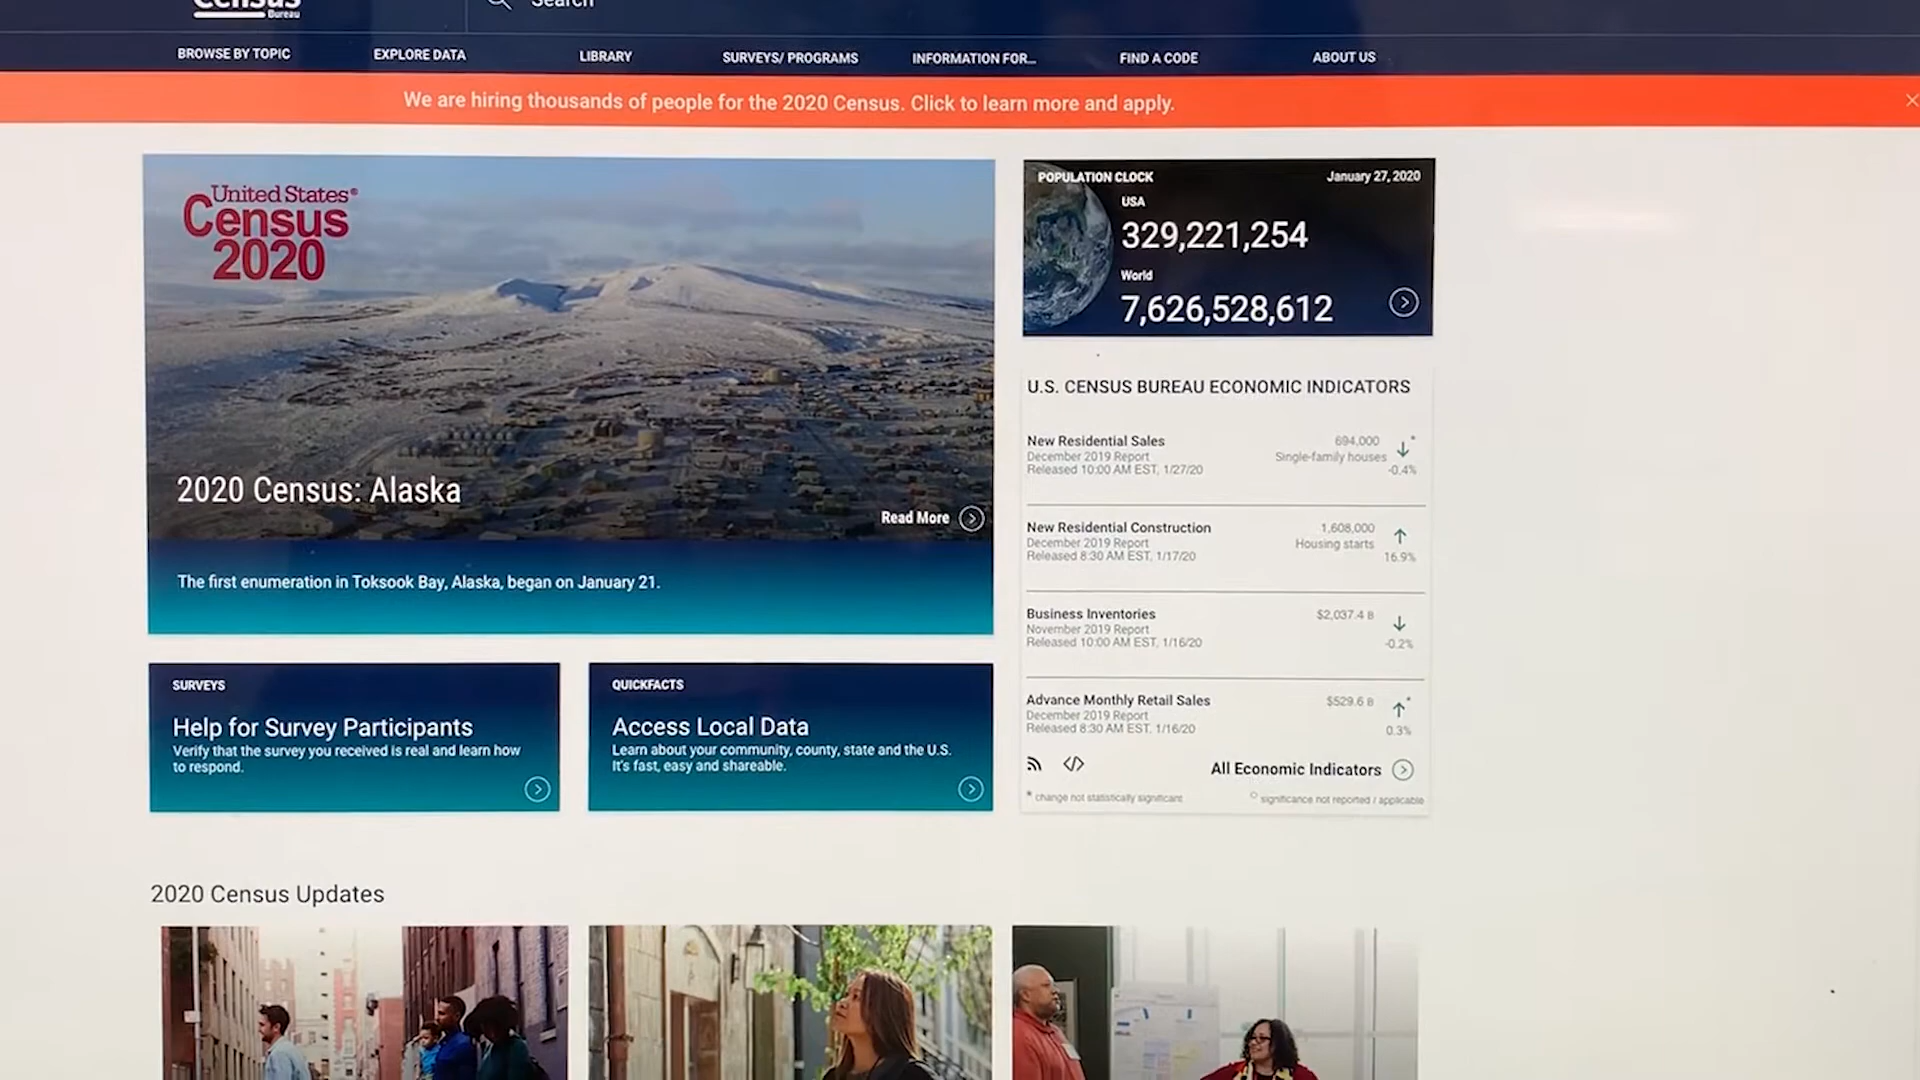 Census
Bureau
Search
BROWSE BY TOPIC
EXPLORE DATA
LIBRARY
SURVEYS/ PROGRAMS
INFORMATION FOR...
FIND A CODE
ABOUT US
We are hiring thousands of people for the 2020 Census. Click to learn more and apply.
United States®
Census
2020
2020 Census: Alaska
Read More
The first enumeration in Toksook Bay, Alaska, began on January 21.
POPULATION CLOCK
January 27, 2020
USA
329,221,254
World
7,626,528,612
U.S. CENSUS BUREAU ECONOMIC INDICATORS
New Residential Sales
December 2019 Report
Released 10:00 AM EST, 1/27/20
694,000
Single-family houses
-0.4%
New Residential Construction
December 2019 Report
Released 8:30 AM EST, 1/17/20
1,608,000
Housing starts
16.9%
Business Inventories
November 2019 Report
Released 10:00 AM EST, 1/16/20
$2,037.4 B
-0.2%
Advance Monthly Retail Sales
December 2019 Report
Released 8:30 AM EST, 1/16/20
$529.6 B
0.3%
All Economic Indicators
* change not statistically significant
○ significance not reported / applicable
SURVEYS
Help for Survey Participants
Verify that the survey you received is real and learn how
to respond.
QUICKFACTS
Access Local Data
Learn about your community, county, state and the U.S.
It's fast, easy and shareable.
2020 Census Updates